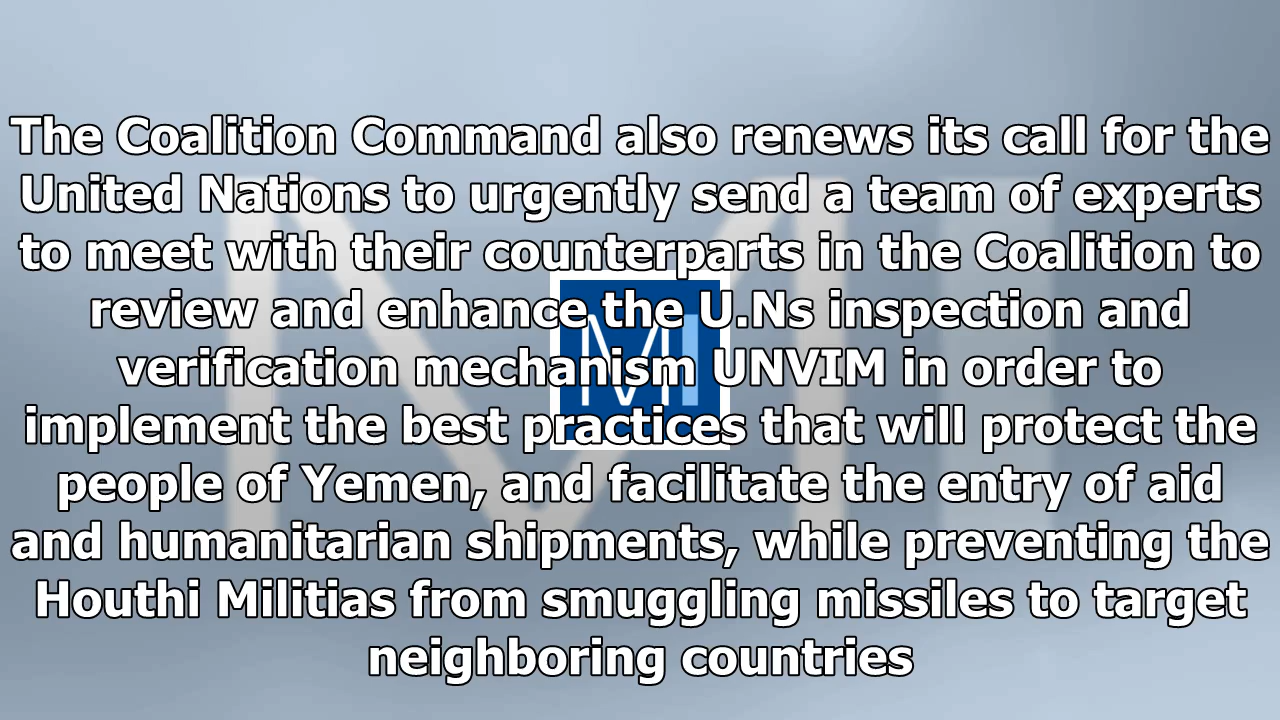 The Coalition Command also renews its call for the
United Nations to urgently send a team of experts
to meet with their counterparts in the Coalition to
review and enhance the U.Ns inspection and
verification mechanism UNVIM in order to
implement the best practices that will protect the
people of Yemen, and facilitate the entry of aid
and humanitarian shipments, while preventing the
Houthi Militias from smuggling missiles to target
neighboring countries
MI